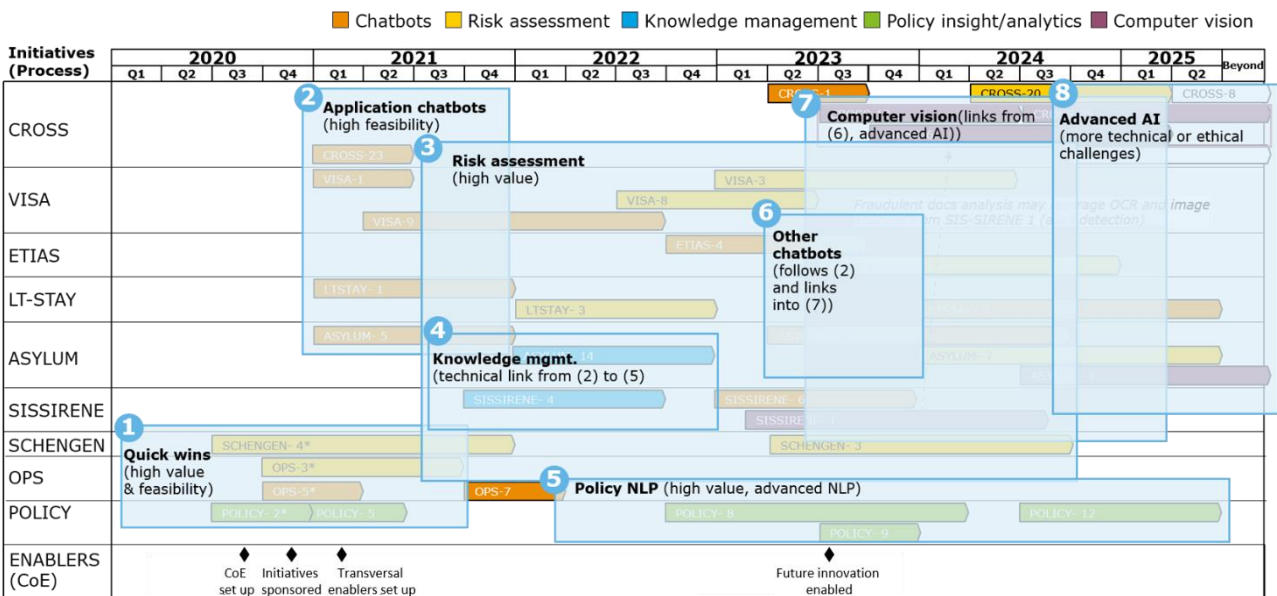 Chatbots Risk assessment Knowledge management Policy insight/analytics Computer vision
Initiatives
(Process)
2020 2021 2022 2023 2024 2025 Beyond
Q1 Q2 Q3 Q4 Q1 Q2 Q3 Q4 Q1 Q2 Q3 Q4 Q1 Q2 Q3 Q4 Q1 Q2 Q3 Q4 Q1 Q2
CROSS
CROSS-1
CROSS-20
CROSS-8
2
Application chatbots
(high feasibility)
CROSS-23
7
Computer vision(links from
(6), advanced AI))
8
Advanced AI
(more technical or ethical
challenges)
3
Risk assessment
(high value)
VISA
VISA-1
VISA-3
VISA-8
VISA-9
Fraudulent docs analysis may OCR and image
SIS-SIRENE 1 detection)
6
Other
chatbots
(follows (2)
and links
into (7))
ETIAS
ETIAS-4
LT-STAY
LTSTAY- 1
LTSTAY- 3
ASYLUM
ASYLUM- 5
14
4
Knowledge mgmt.
(technical link from (2) to (5)
SISSIRENE
SISSIRENE- 4
SISSIRENE- 6
SCHENGEN
SCHENGEN- 4*
SCHENGEN- 3
1
Quick wins
(high value
& feasibility)
OPS
OPS-3*
OPS-5*
OPS-7
5
Policy NLP (high value, advanced NLP)
POLICY
POLICY- 2*
POLICY- 5
POLICY- 8
POLICY- 12
POLICY- 9
ENABLERS
(CoE)
CoE
set up
Initiatives
sponsored
Transversal
enablers set up
Future innovation
enabled